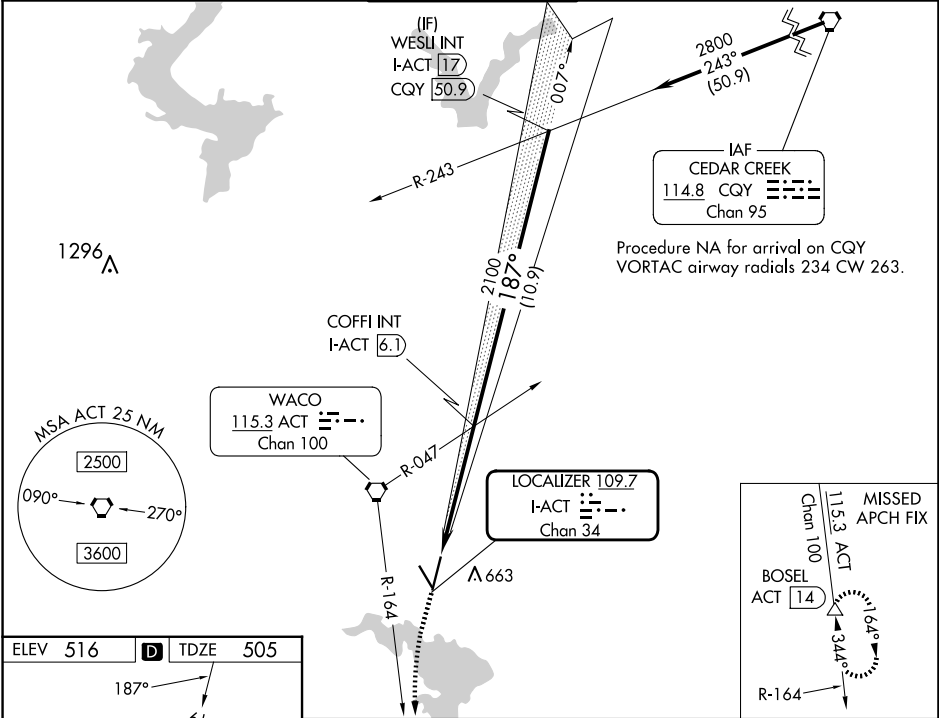 (IF)
WESLI INT
I-ACT 17
CQY 50.9
007°
2800
243°
(50.9)
R-243
IAF
CEDAR CREEK
114.8 CQY
Chan 95
Procedure NA for arrival on CQY
VORTAC airway radials 234 CW 263.
1296
2100
187°
(10.9)
COFFI INT
I-ACT 6.1
WACO
115.3 ACT
Chan 100
R-047
MSA ACT 25 NM
2500
090°
270°
3600
LOCALIZER 109.7
I-ACT
Chan 34
663
R-164
MISSED
APCH FIX
115.3 ACT
Chan 100
BOSEL
ACT 14
164°
344°
R-164
ELEV 516 D TDZE 505
187°